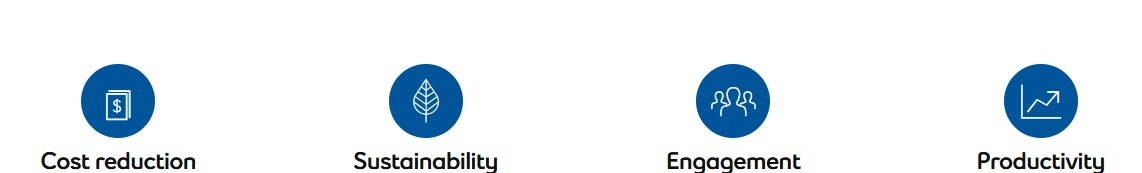 $
Cost reduction
Sustainability
Engagement
Productivity